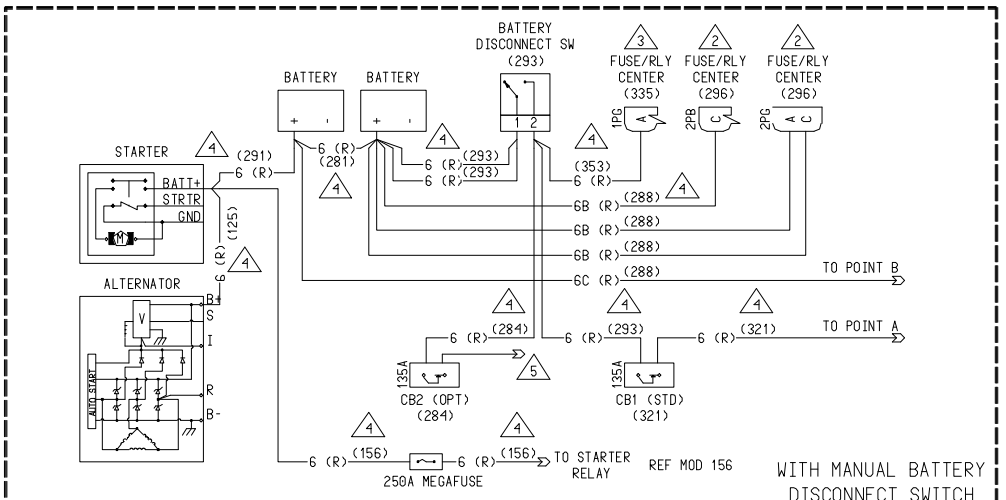 BATTERY
DISCONNECT SW
(293)
3
FUSE/RLY
CENTER
(335)
2
FUSE/RLY
CENTER
(296)
2
FUSE/RLY
CENTER
(296)
BATTERY
BATTERY
+ -
+ -
1 2
1PG
A
2PB
C
2PG
A C
STARTER
4
(291)
6 (R)
6 (R)
(281)
4
4
6 (R)
(293)
6 (R)
(293)
4
(353)
6 (R)
BATT+
STRTR
GND
M
(125)
6 (R)
4
6B (R)
(288)
4
6B (R)
(288)
6B (R)
(288)
6C (R)
(288)
TO POINT B
ALTERNATOR
B+
S
I
R
B-
V
AUTO START
4
6 (R)
(284)
4
6 (R)
(293)
4
6 (R)
(321)
TO POINT A
5
135A
CB2 (OPT)
(284)
135A
CB1 (STD)
(321)
4
6 (R)
(156)
250A MEGAFUSE
4
6 (R)
(156)
TO STARTER
RELAY
REF MOD 156
WITH MANUAL BATTERY
DISCONNECT SWITCH